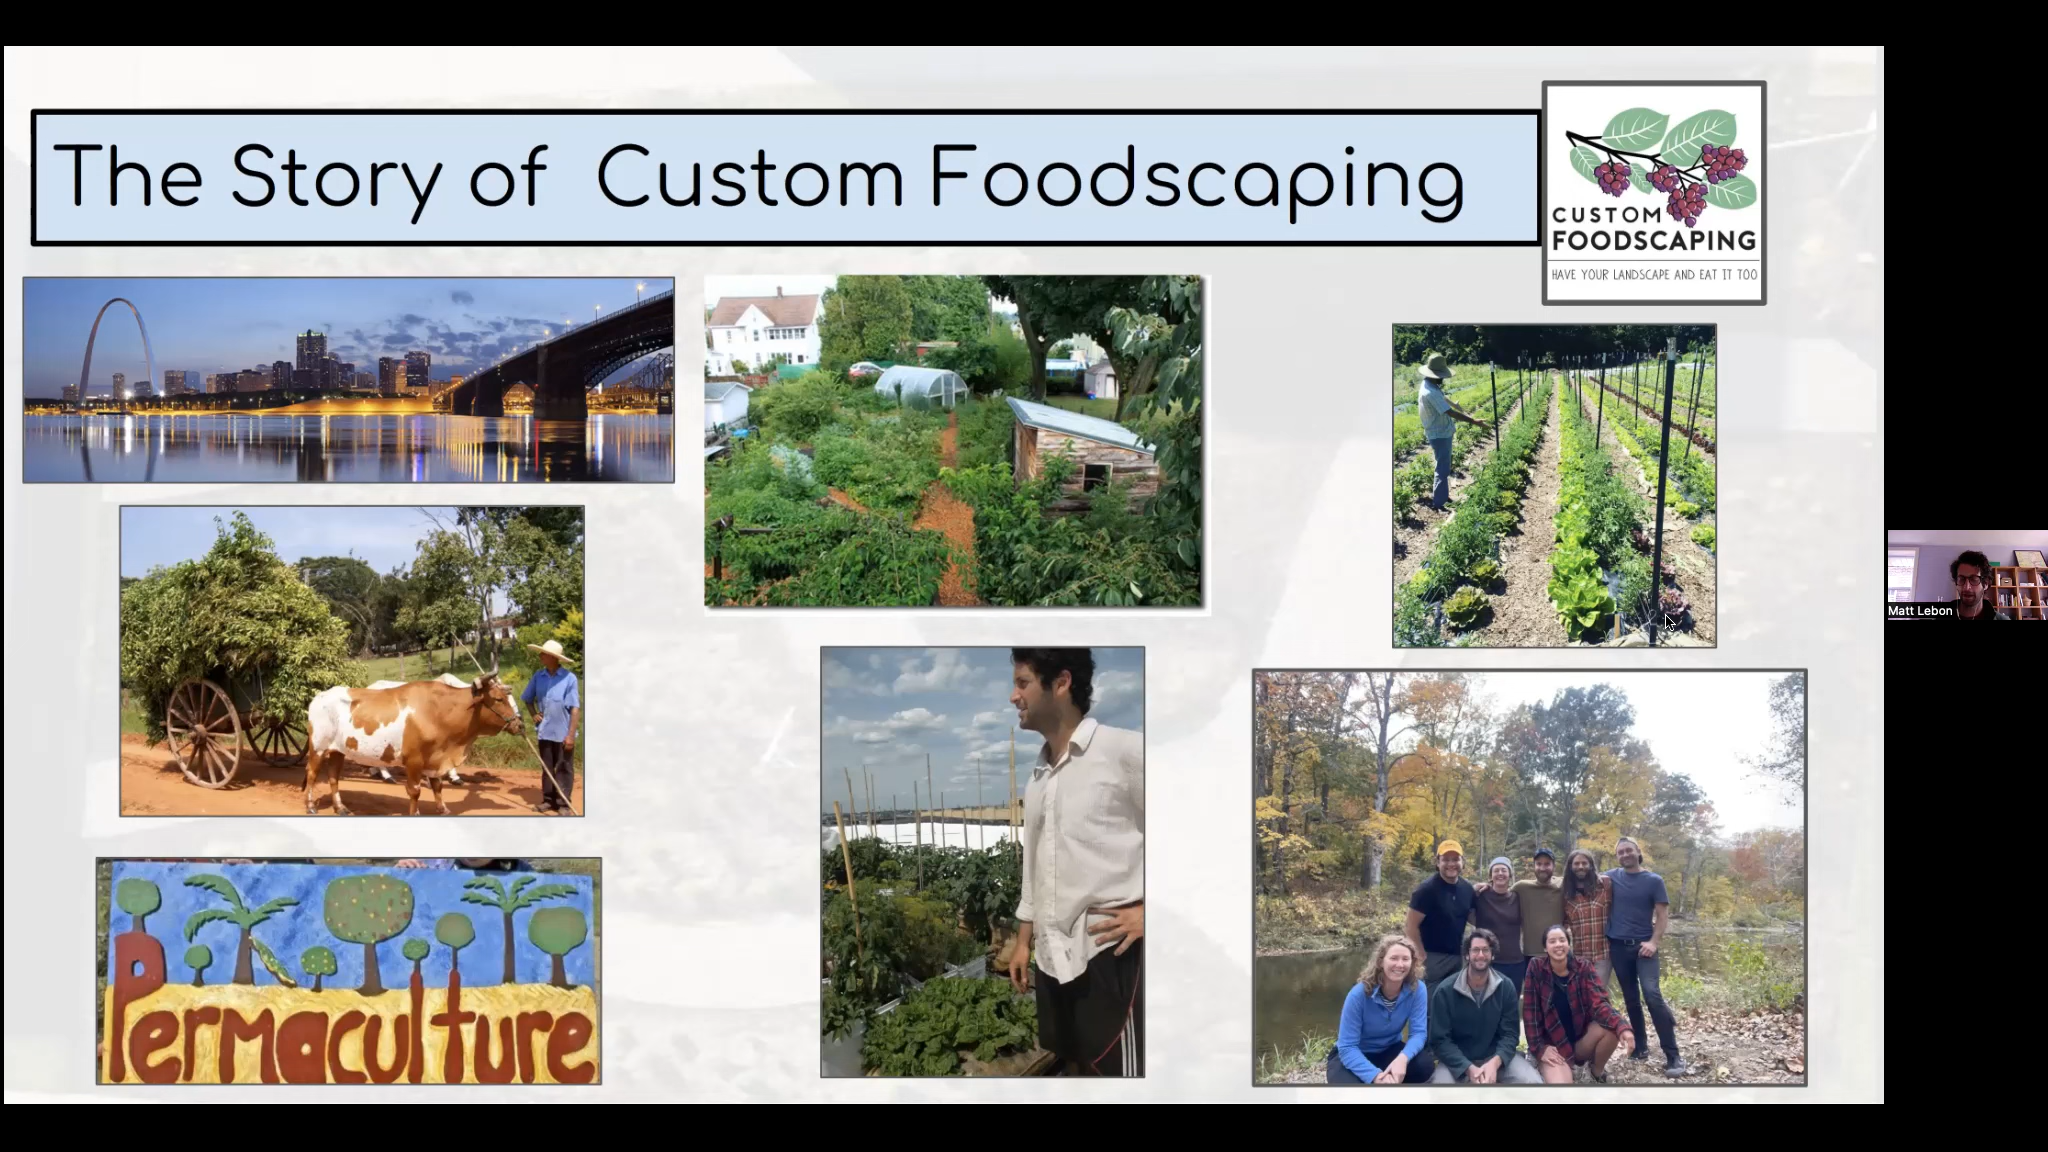 The Story of Custom Foodscaping
CUSTOM
FOODSCAPING
HAVE YOUR LANDSCAPE AND EAT IT TOO
Permaculture
Matt Lebon